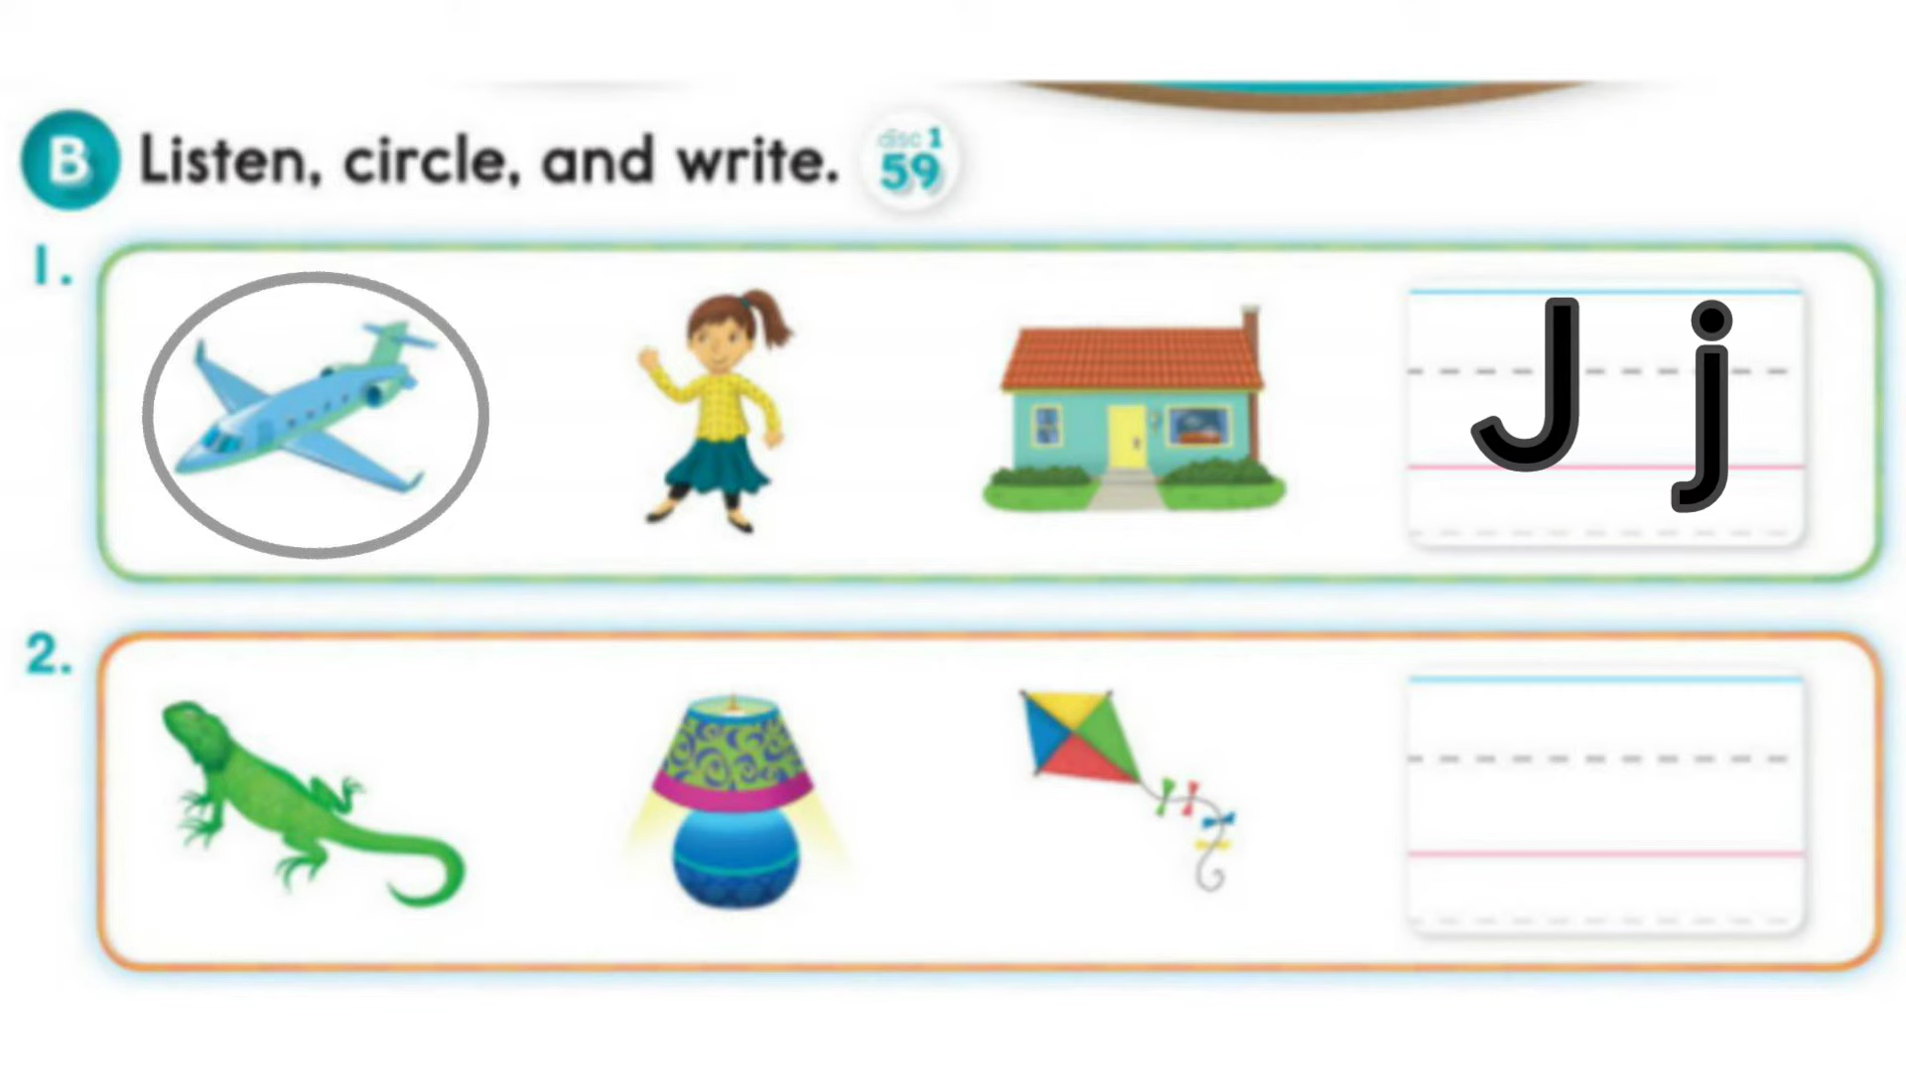 B Listen, circle, and write. disc 1 59
1.
J j
2.